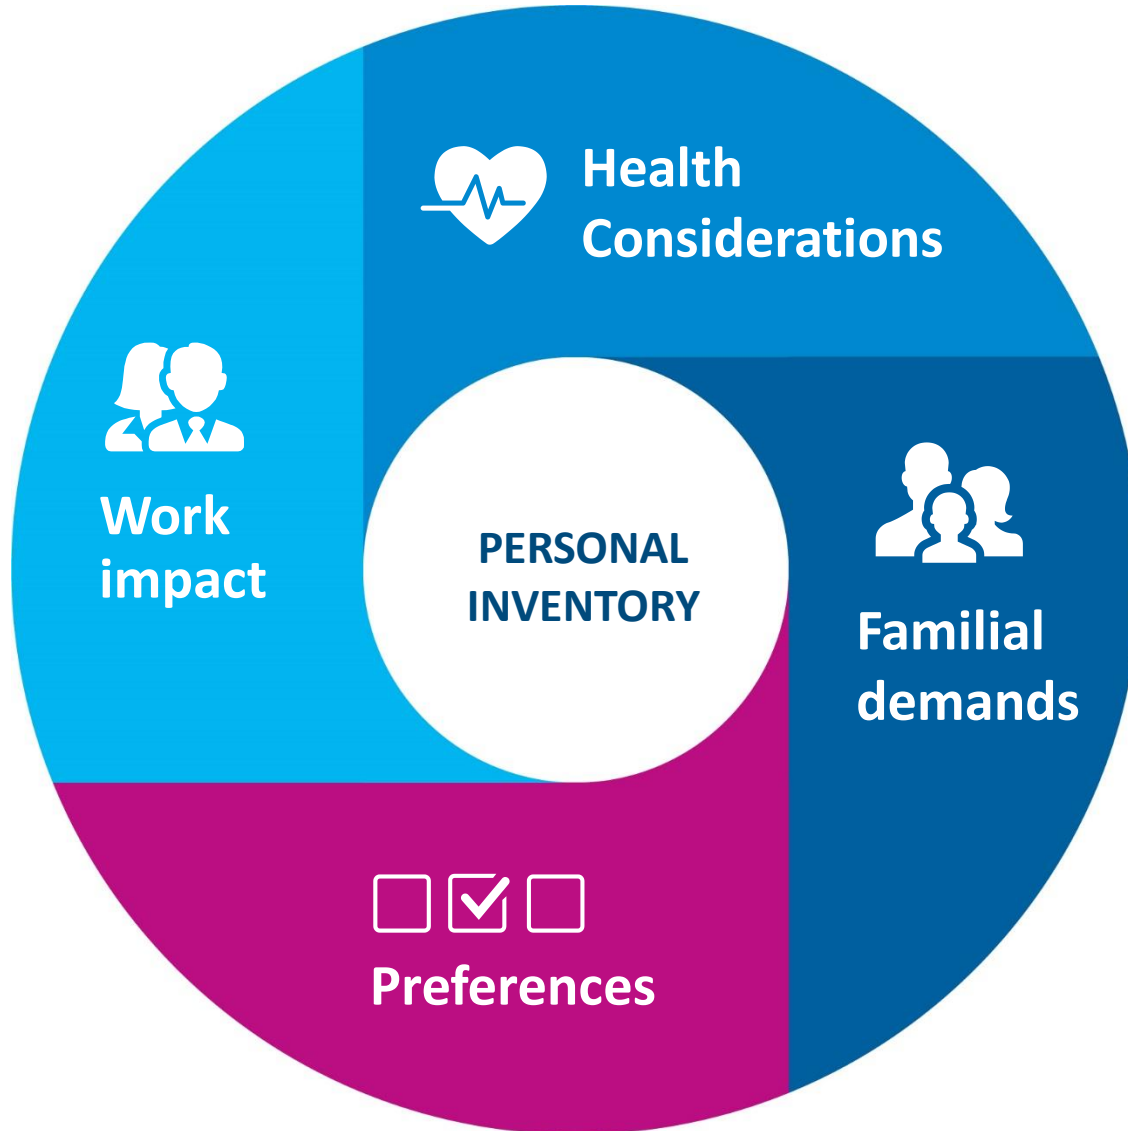 Health
Considerations
Work
impact
PERSONAL
INVENTORY
Familial
demands
Preferences